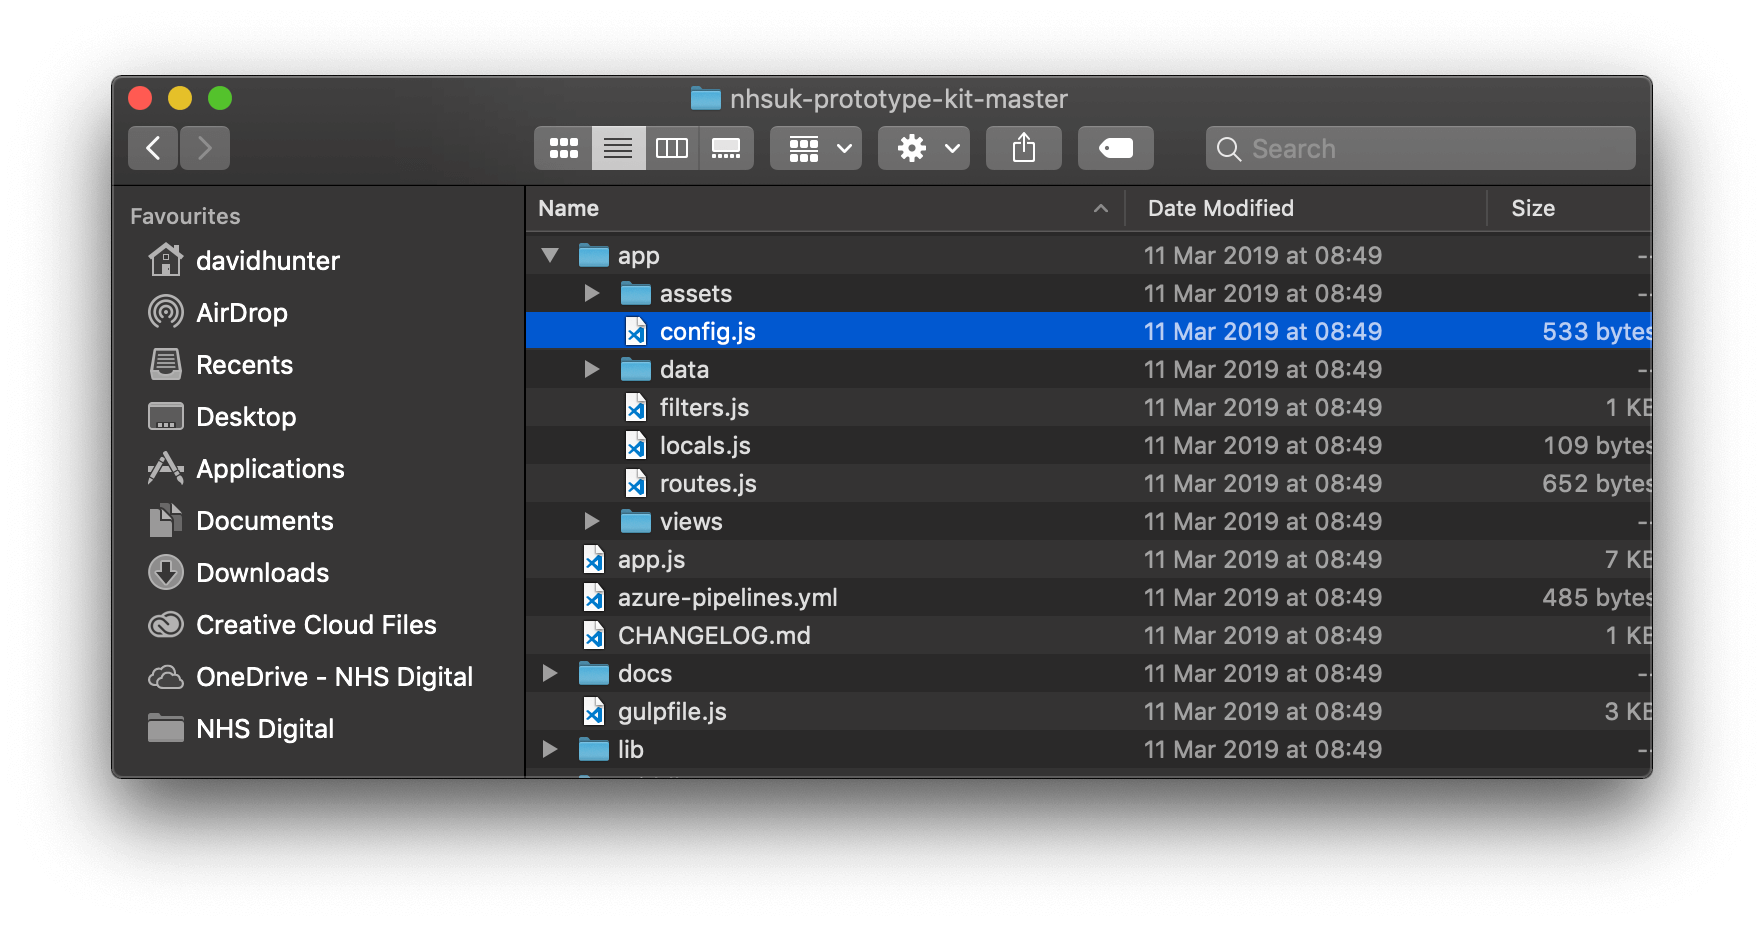 nhsuk-prototype-kit-master
Search
Favourites
davidhunter
AirDrop
Recents
Desktop
Applications
Documents
Downloads
Creative Cloud Files
OneDrive - NHS Digital
NHS Digital
Name Date Modified Size
app 11 Mar 2019 at 08:49 --
assets 11 Mar 2019 at 08:49 --
config.js 11 Mar 2019 at 08:49 533 bytes
data 11 Mar 2019 at 08:49 --
filters.js 11 Mar 2019 at 08:49 1 KB
locals.js 11 Mar 2019 at 08:49 109 bytes
routes.js 11 Mar 2019 at 08:49 652 bytes
views 11 Mar 2019 at 08:49 --
app.js 11 Mar 2019 at 08:49 7 KB
azure-pipelines.yml 11 Mar 2019 at 08:49 485 bytes
CHANGELOG.md 11 Mar 2019 at 08:49 1 KB
docs 11 Mar 2019 at 08:49 --
gulpfile.js 11 Mar 2019 at 08:49 3 KB
lib 11 Mar 2019 at 08:49 --